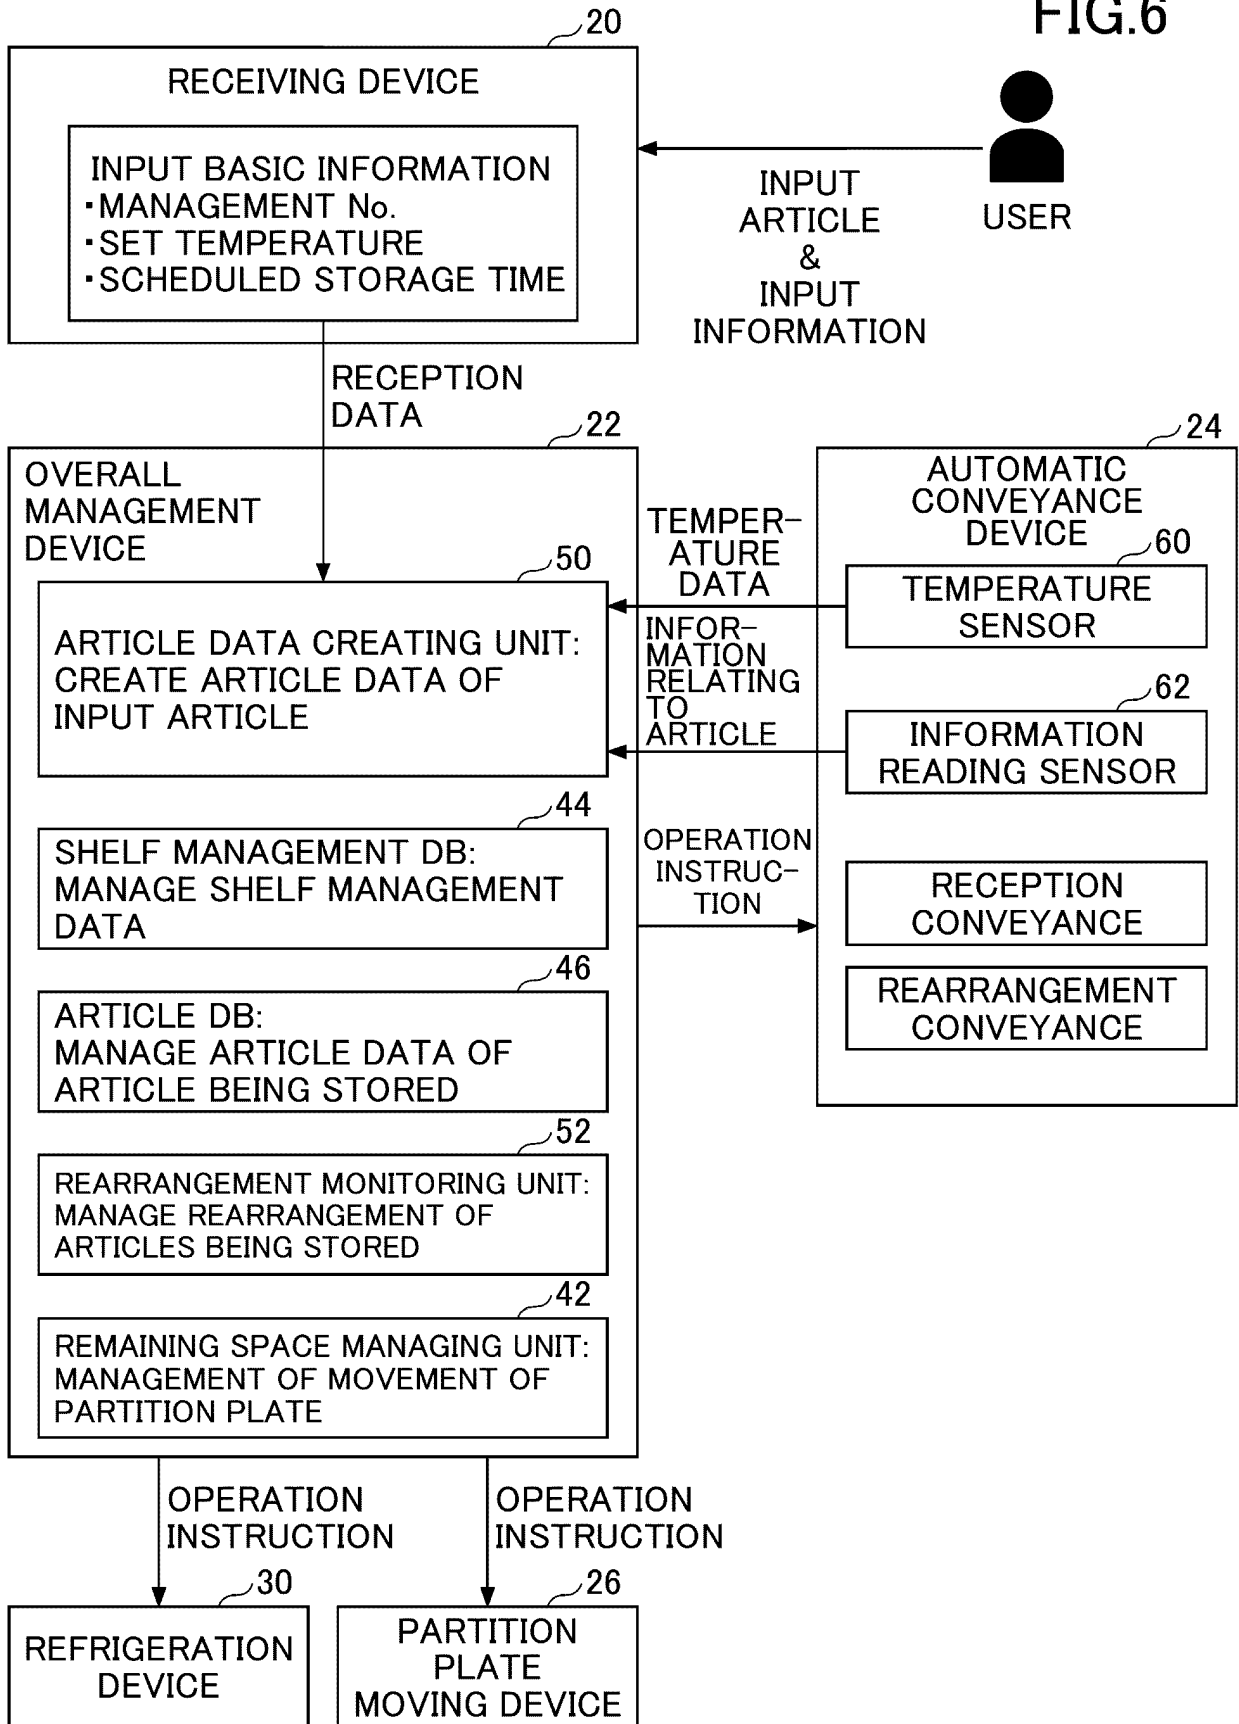 FIG.6
20
RECEIVING DEVICE
INPUT BASIC INFORMATION
・MANAGEMENT No.
・SET TEMPERATURE
・SCHEDULED STORAGE TIME
INPUT
ARTICLE
&
INPUT
INFORMATION
USER
RECEPTION
DATA
22
OVERALL
MANAGEMENT
DEVICE
50
ARTICLE DATA CREATING UNIT:
CREATE ARTICLE DATA OF
INPUT ARTICLE
44
SHELF MANAGEMENT DB:
MANAGE SHELF MANAGEMENT
DATA
46
ARTICLE DB:
MANAGE ARTICLE DATA OF
ARTICLE BEING STORED
52
REARRANGEMENT MONITORING UNIT:
MANAGE REARRANGEMENT OF
ARTICLES BEING STORED
42
REMAINING SPACE MANAGING UNIT:
MANAGEMENT OF MOVEMENT OF
PARTITION PLATE
TEMPER-
ATURE
DATA
INFOR-
MATION
RELATING
TO
ARTICLE
OPERATION
INSTRUC-
TION
24
AUTOMATIC
CONVEYANCE
DEVICE
60
TEMPERATURE
SENSOR
62
INFORMATION
READING SENSOR
RECEPTION
CONVEYANCE
REARRANGEMENT
CONVEYANCE
OPERATION
INSTRUCTION
OPERATION
INSTRUCTION
30
REFRIGERATION
DEVICE
26
PARTITION
PLATE
MOVING DEVICE